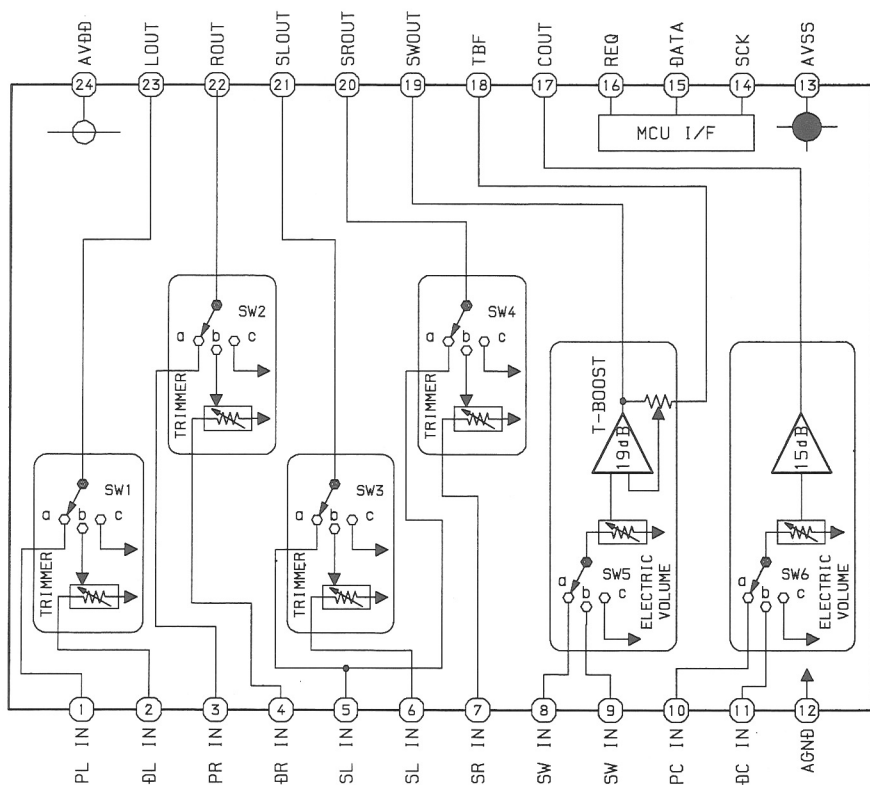 AVDD
LOUT
ROUT
SLOUT
SROUT
SWOUT
TBF
COUT
REQ
DATA
SCK
AVSS
24
23
22
21
20
19
18
17
16
15
14
13
MCU I/F
SW2
a
b
c
TRIMMER
SW4
a
b
c
TRIMMER
T-BOOST
19dB
15dB
SW1
a
b
c
TRIMMER
SW3
a
b
c
TRIMMER
SW5
a
b
c
ELECTRIC
VOLUME
SW6
a
b
c
ELECTRIC
VOLUME
1
2
3
4
5
6
7
8
9
10
11
12
PL IN
DL IN
PR IN
DR IN
SL IN
SL IN
SR IN
SW IN
SW IN
PC IN
DC IN
AGND